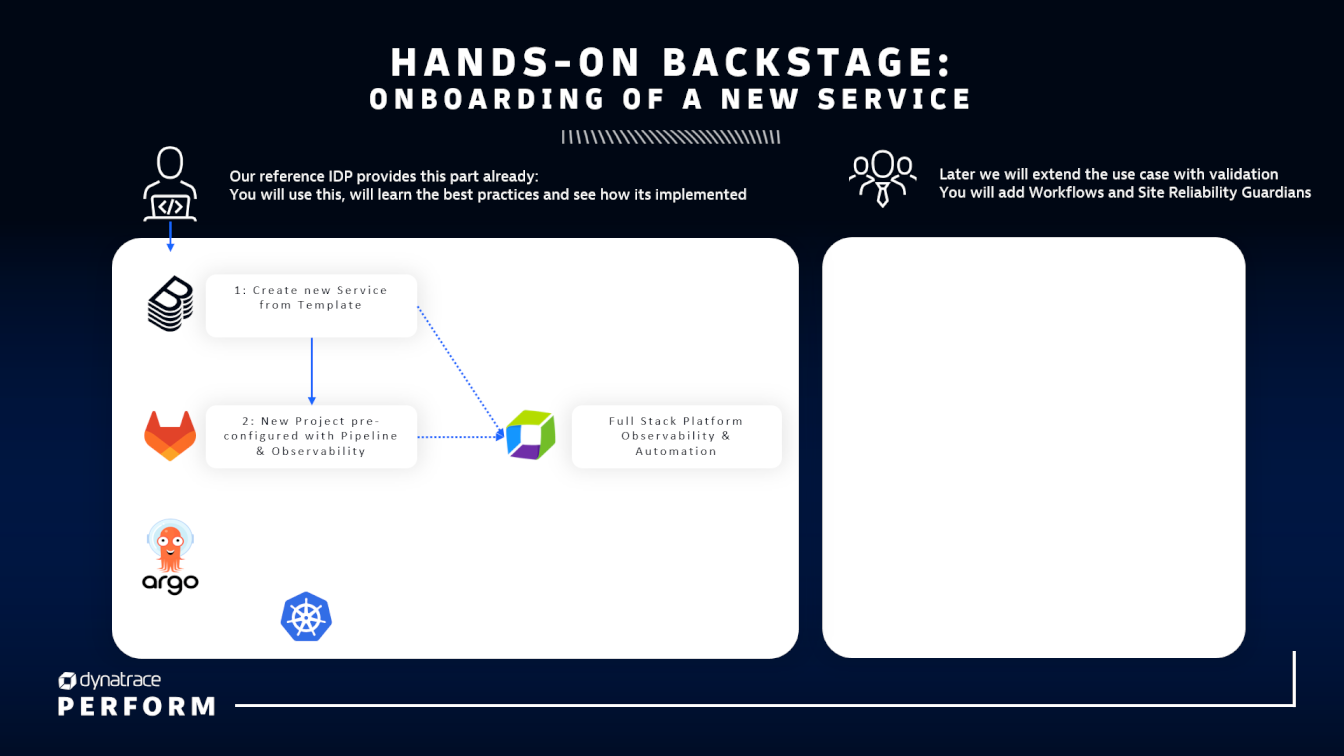 HANDS-ON BACKSTAGE:
ONBOARDING OF A NEW SERVICE
Our reference IDP provides this part already:
You will use this, will learn the best practices and see how its implemented
Later we will extend the use case with validation
You will add Workflows and Site Reliability Guardians
</>
1: Create new Service
from Template
2: New Project pre-
configured with Pipeline
& Observability
Full Stack Platform
Observability &
Automation
argo
dynatrace
PERFORM